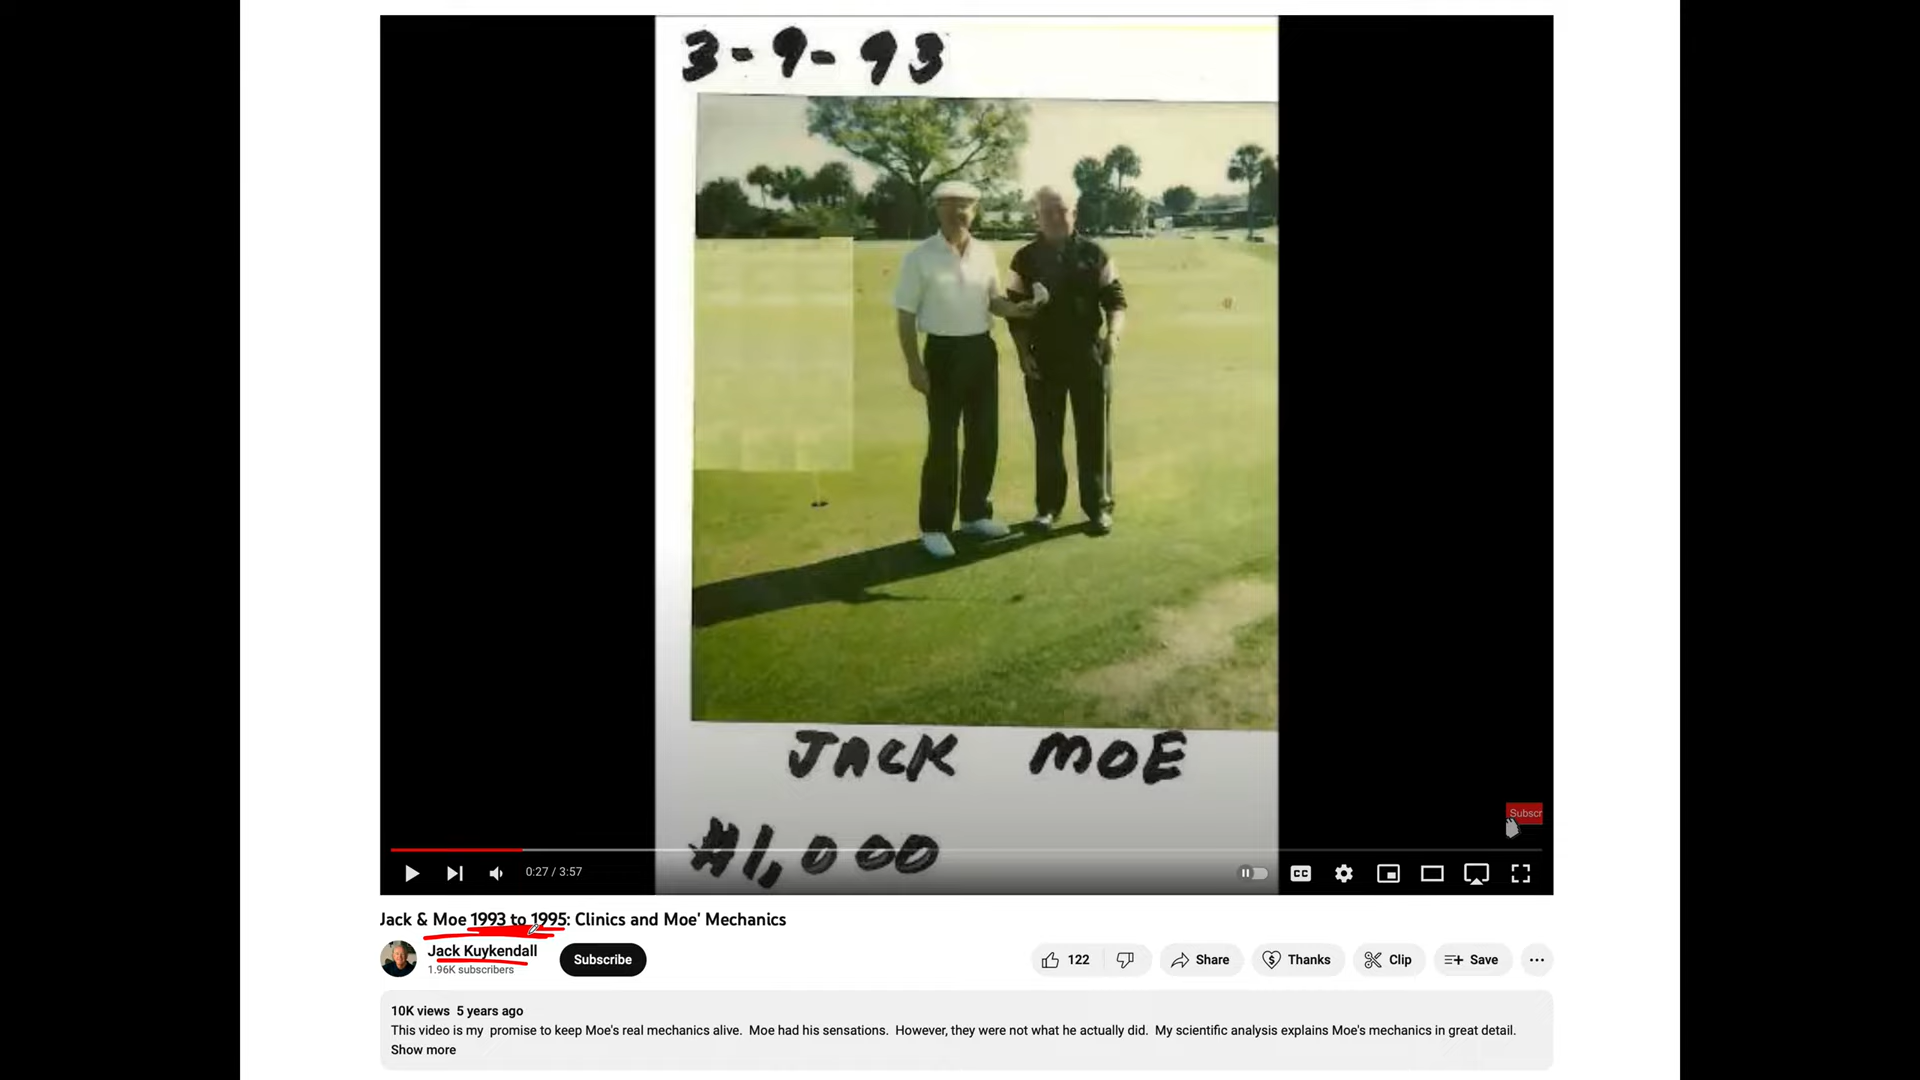 3-9-93
JACK MOE
$1,000
Subscr
0:27 / 3:57
CC
Jack & Moe 1993 to 1995: Clinics and Moe' Mechanics
Jack Kuykendall
1.96K subscribers
Subscribe
122
Share
Thanks
Clip
Save
10K views 5 years ago
This video is my promise to keep Moe's real mechanics alive. Moe had his sensations. However, they were not what he actually did. My scientific analysis explains Moe's mechanics in great detail.
Show more